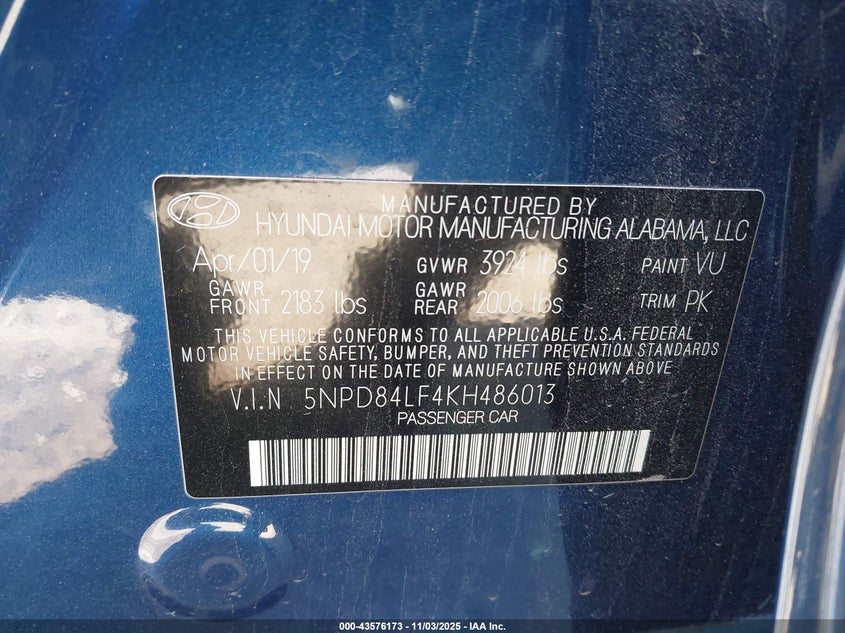 MANUFACTURED BY
HYUNDAI MOTOR MANUFACTURING ALABAMA, LLC
Apr/01/19 GVWR 3924 lbs PAINT VU
GAWR FRONT 2183 lbs GAWR REAR 2006 lbs TRIM PK
THIS VEHICLE CONFORMS TO ALL APPLICABLE U.S.A. FEDERAL
MOTOR VEHICLE SAFETY, BUMPER, AND THEFT PREVENTION STANDARDS
IN EFFECT ON THE DATE OF MANUFACTURE SHOWN ABOVE
V.I.N 5NPD84LF4KH486013
PASSENGER CAR
000-43576173 - 11/03/2025 - IAA Inc.